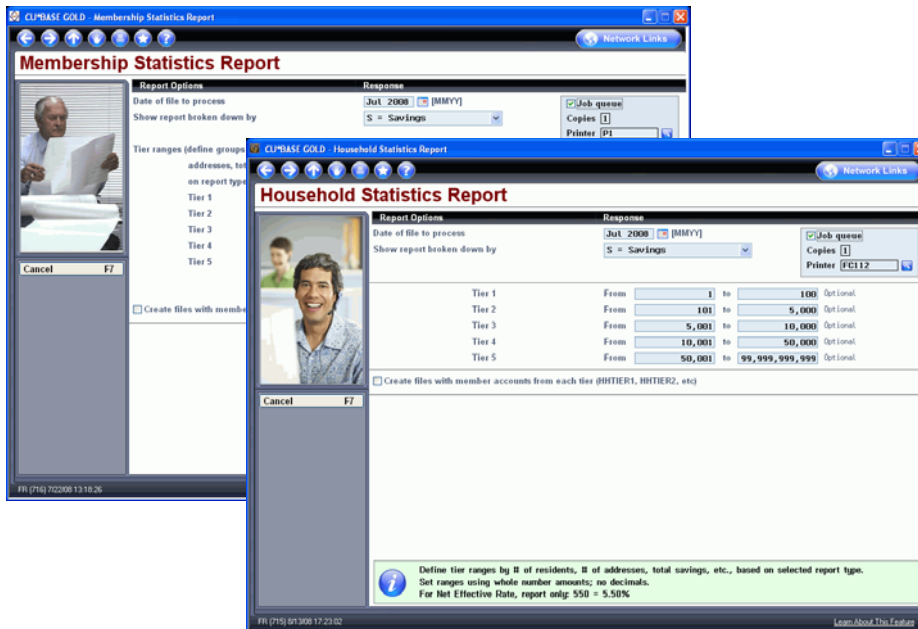 CU*BASE GOLD - Membership Statistics Report
Network Links
Membership Statistics Report
Report Options Response
Date of file to process Jul 2008 [MMYY]
Show report broken down by S = Savings
Job queue
Copies 1
Printer P1
Tier ranges (define groups
addresses, tot
on report type
Tier 1
Tier 2
Tier 3
Tier 4
Tier 5
Cancel F7
Create files with membe
FR (716) 7/22/08 13:18:26
CU*BASE GOLD - Household Statistics Report
Network Links
Household Statistics Report
Report Options Response
Date of file to process Jul 2008 [MMYY]
Show report broken down by S = Savings
Job queue
Copies 1
Printer FC112
Tier 1 From 1 to 100 Optional
Tier 2 From 101 to 5,000 Optional
Tier 3 From 5,001 to 10,000 Optional
Tier 4 From 10,001 to 50,000 Optional
Tier 5 From 50,001 to 99,999,999,999 Optional
Create files with member accounts from each tier (HHTIER1, HHTIER2, etc)
Cancel F7
Define tier ranges by # of residents, # of addresses, total savings, etc., based on selected report type.
Set ranges using whole number amounts; no decimals.
For Net Effective Rate, report only: 550 = 5.50%
FR (715) 8/13/08 17:23:02
Learn About This Feature